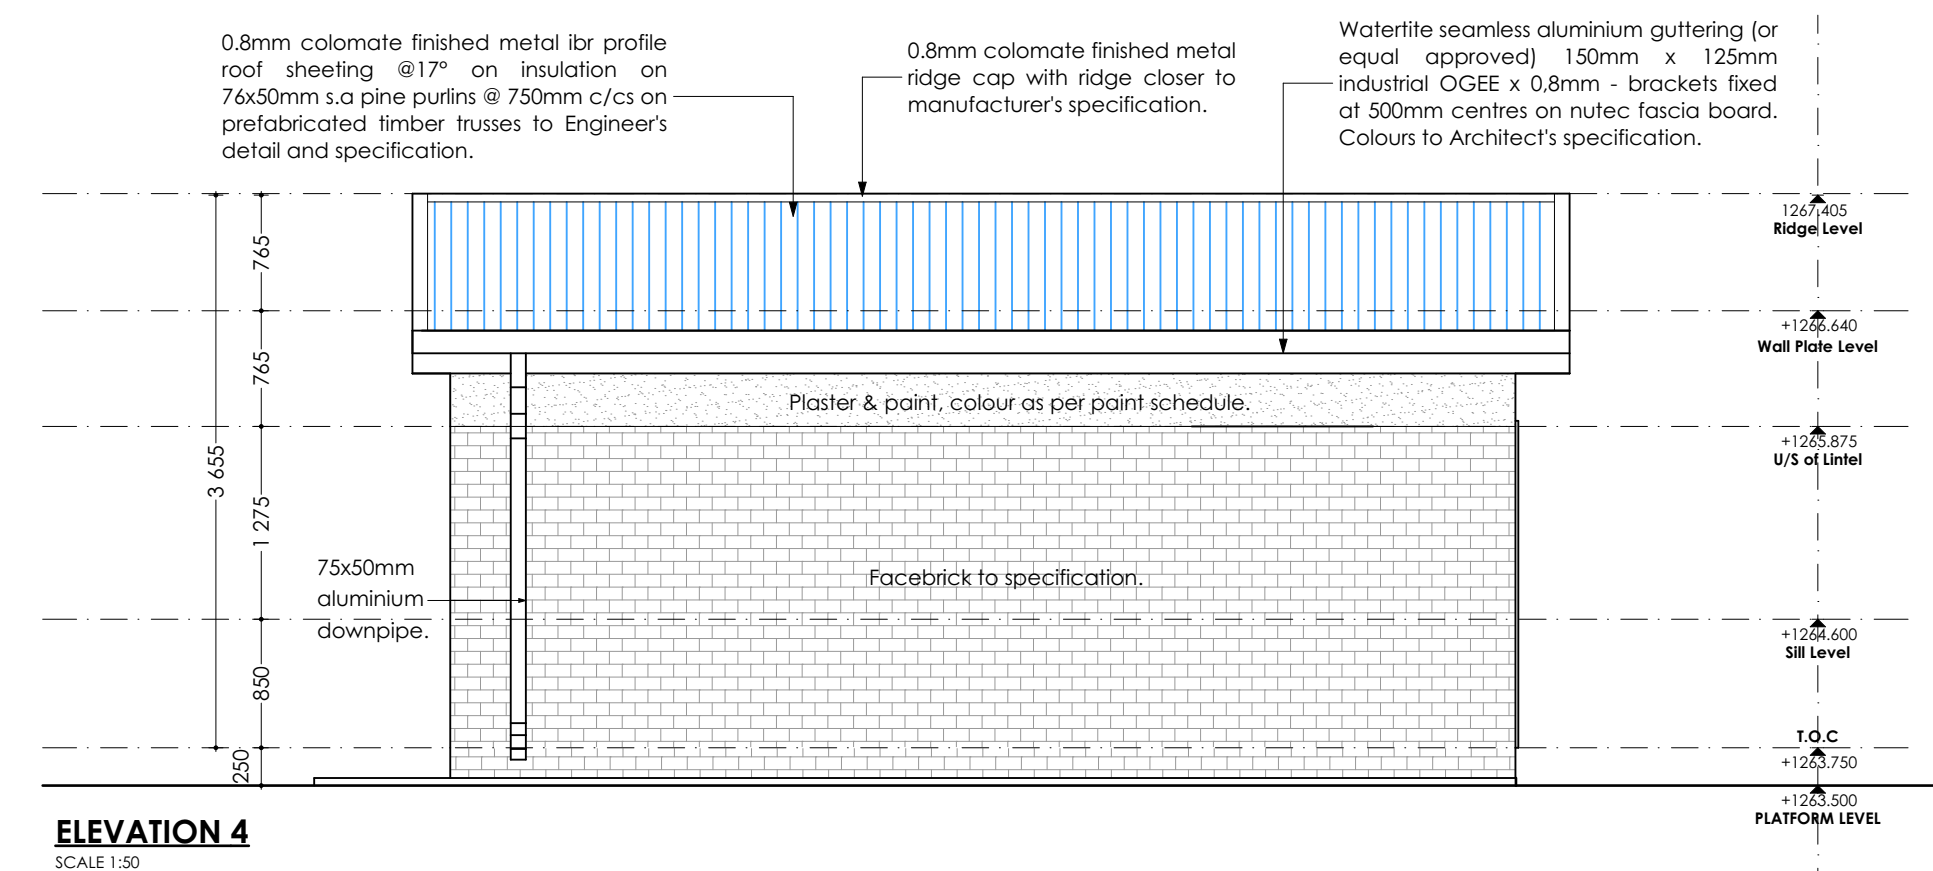 0.8mm colomate finished metal ibr profile
roof sheeting @17° on insulation on
76x50mm s.a pine purlins @ 750mm c/cs on
prefabricated timber trusses to Engineer's
detail and specification.
0.8mm colomate finished metal
ridge cap with ridge closer to
manufacturer's specification.
Watertite seamless aluminium guttering (or
equal approved) 150mm x 125mm
industrial OGEE x 0,8mm - brackets fixed
at 500mm centres on nutec fascia board.
Colours to Architect's specification.
765
765
3 655
1 275
850
250
75x50mm
aluminium
downpipe.
Plaster & paint, colour as per paint schedule.
Facebrick to specification.
1267.405
Ridge Level
+1266.640
Wall Plate Level
+1265.875
U/S of Lintel
+1264.600
Sill Level
T.O.C
+1263.750
+1263.500
PLATFORM LEVEL
ELEVATION 4
SCALE 1:50